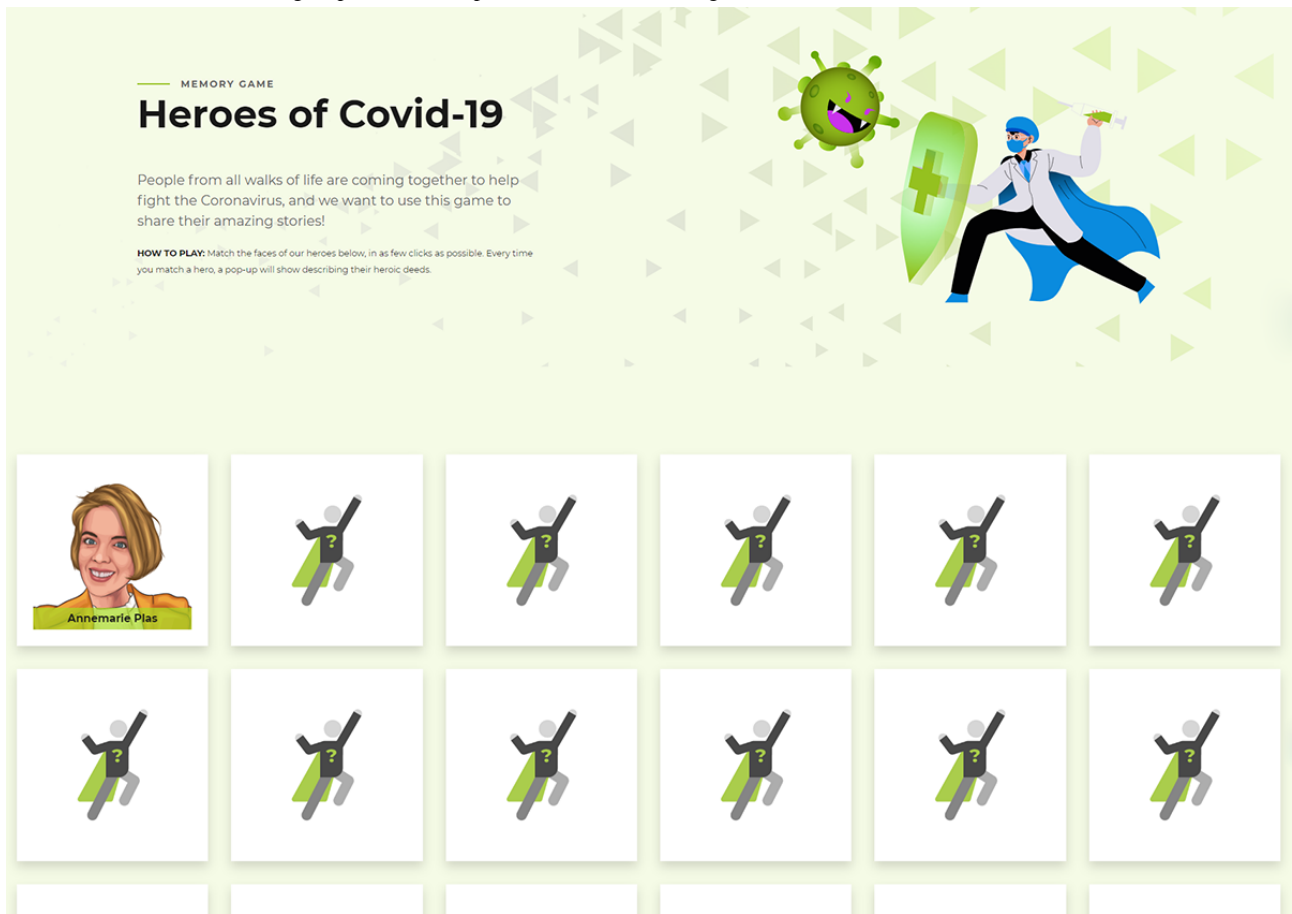 MEMORY GAME
Heroes of Covid-19
People from all walks of life are coming together to help
fight the Coronavirus, and we want to use this game to
share their amazing stories!
HOW TO PLAY: Match the faces of our heroes below, in as few clicks as possible. Every time
you match a hero, a pop-up will show describing their heroic deeds.
Annemarie Plas
? ? ? ? ?
? ? ? ? ? ?